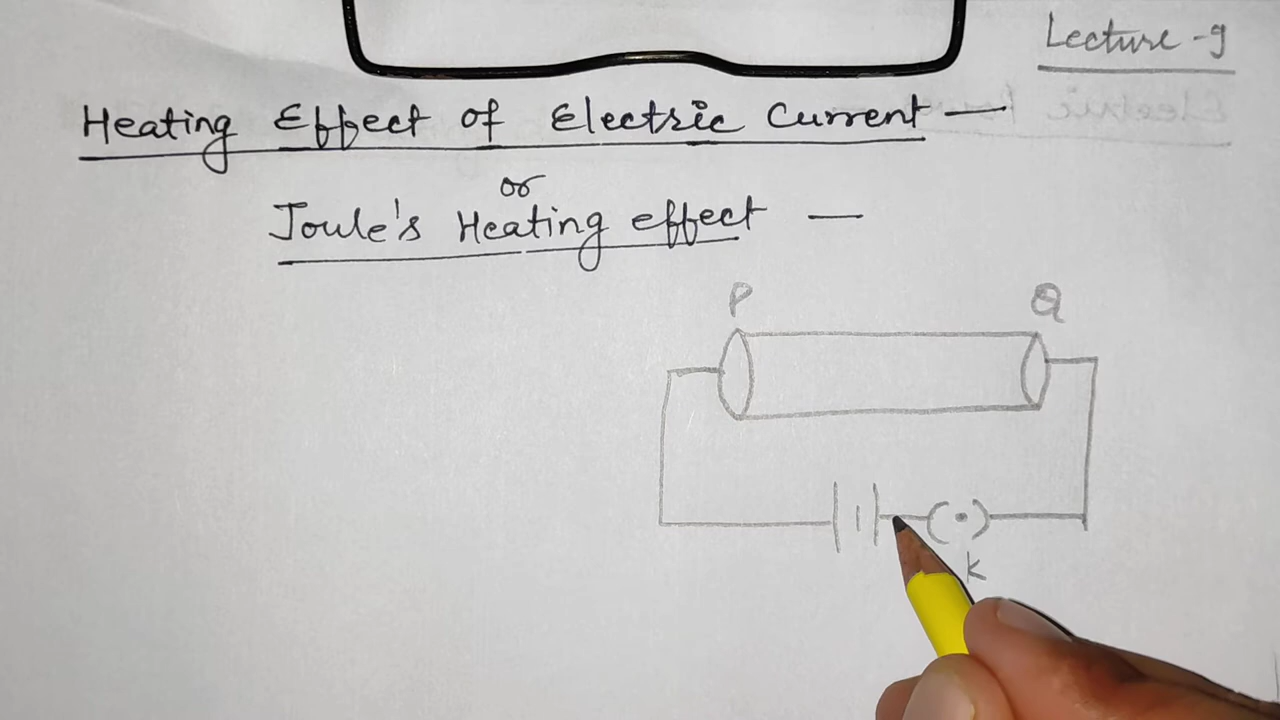 Lecture - 9
Heating Effect of Electric Current —
or
Joule's Heating effect —
P Q
K